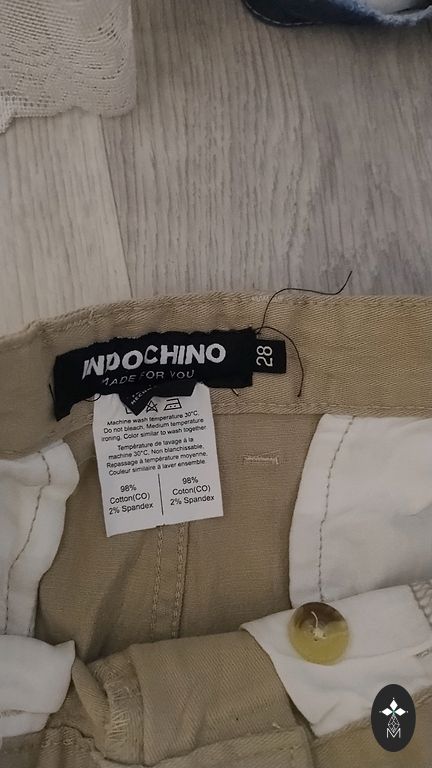 INDOCHINO
MADE FOR YOU
28
Machine wash temperature 30°C,
Do not bleach. Medium temperature
ironing. Color similar to wash together
Température de lavage à la
machine 30°C. Non blanchissable.
Repassage à température moyenne,
Couleur similaire à laver ensemble.
98%
Cotton(CO)
2% Spandex
98%
Coton(CO)
2% Spandex
M